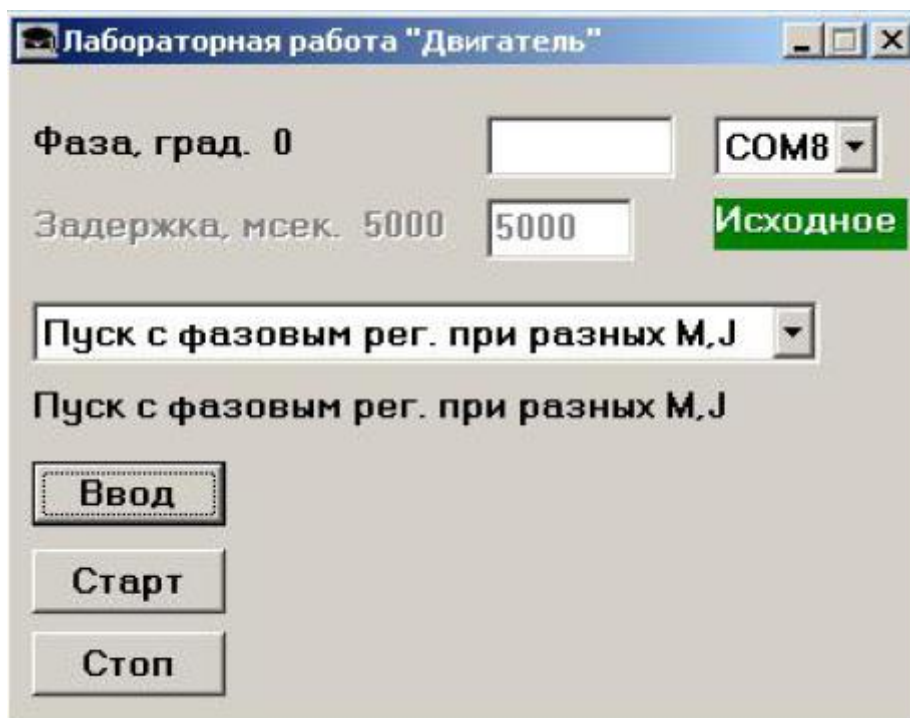 Лабораторная работа "Двигатель"
Фаза, град. 0
COM8
Задержка, мсек. 5000
5000
Исходное
Пуск с фазовым рег. при разных M,J
Пуск с фазовым рег. при разных M,J
Ввод
Старт
Стоп